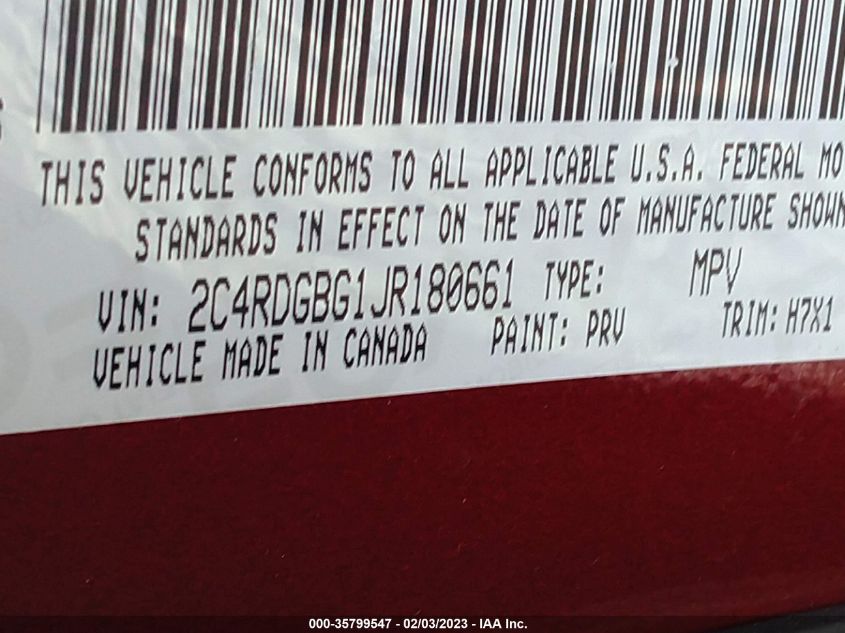 THIS VEHICLE CONFORMS TO ALL APPLICABLE U.S.A. FEDERAL MO
STANDARDS IN EFFECT ON THE DATE OF MANUFACTURE SHOWN
VIN: 2C4RDGBG1JR180661 TYPE: MPV
VEHICLE MADE IN CANADA PAINT: PRV TRIM: H7X1
000-35799547 - 02/03/2023 - IAA Inc.